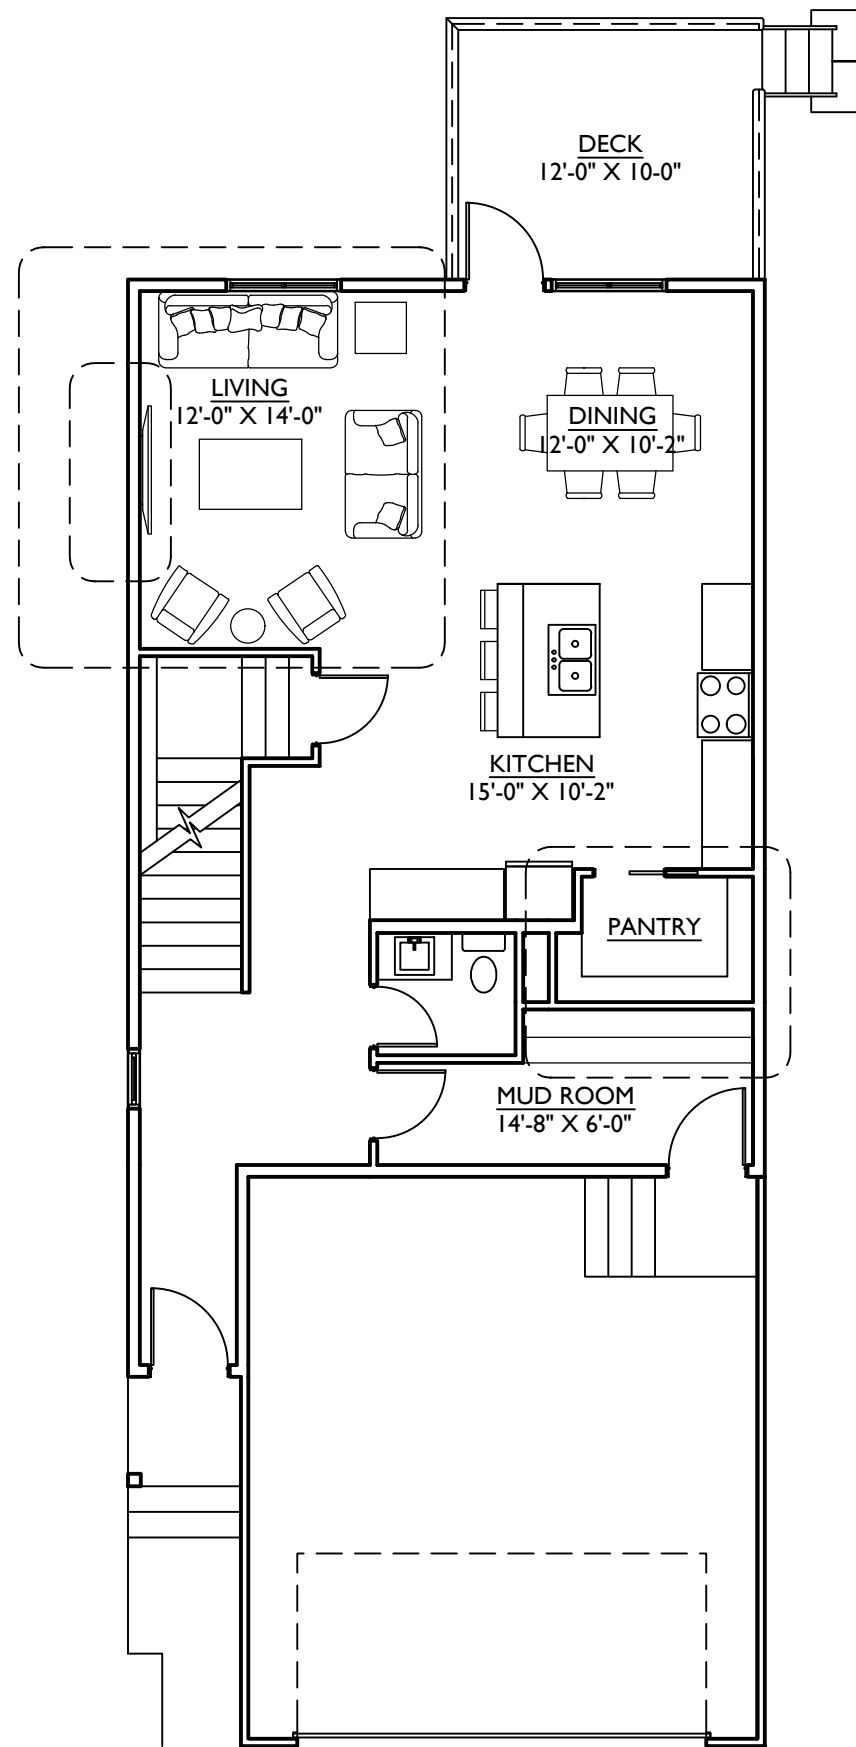 DECK
12'-0" X 10-0"
LIVING
12'-0" X 14'-0"
DINING
12'-0" X 10'-2"
KITCHEN
15'-0" X 10'-2"
PANTRY
MUD ROOM
14'-8" X 6'-0"